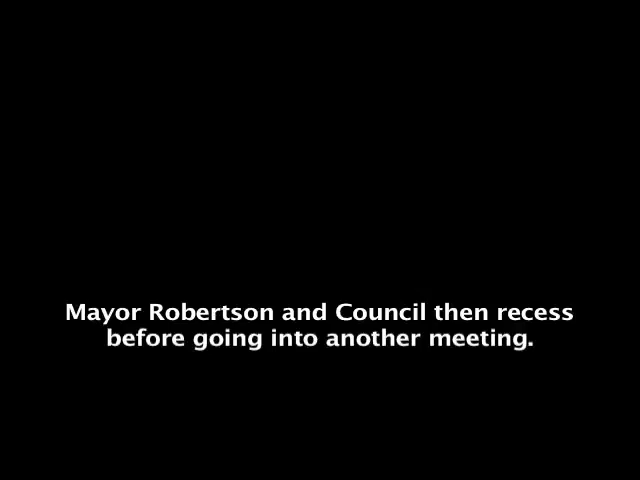 Mayor Robertson and Council then recess
before going into another meeting.